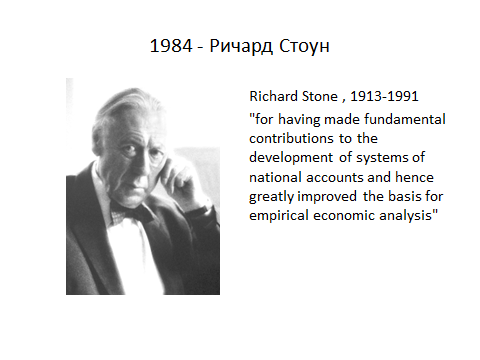 1984 - Ричард Стоун
Richard Stone , 1913-1991
"for having made fundamental
contributions to the
development of systems of
national accounts and hence
greatly improved the basis for
empirical economic analysis"